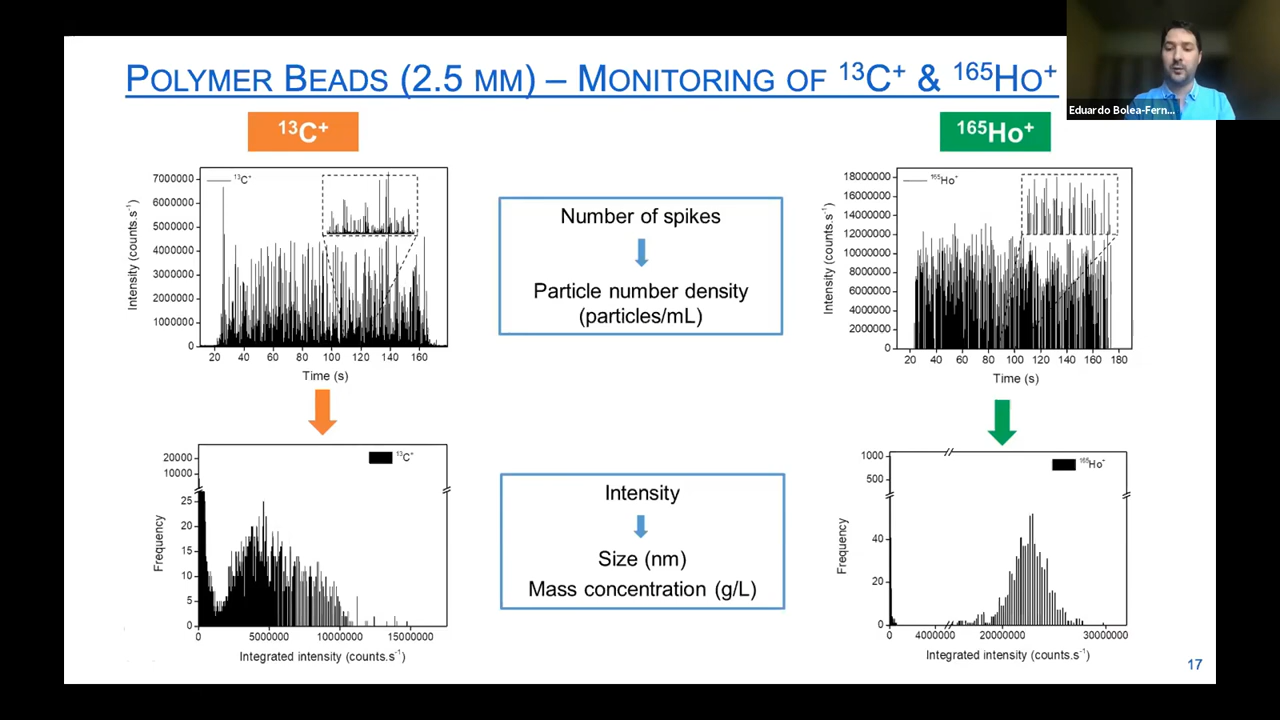 POLYMER BEADS (2.5 MM) – MONITORING OF ¹³C⁺ & ¹⁶⁵HO⁺
Eduardo Bolea-Fern...
¹³C⁺
¹⁶⁵Ho⁺
7000000
6000000
5000000
4000000
3000000
2000000
1000000
0
Intensity (counts.s⁻¹)
¹³C⁺
20 40 60 80 100 120 140 160
Time (s)
Number of spikes
Particle number density
(particles/mL)
18000000
16000000
14000000
12000000
10000000
8000000
6000000
4000000
2000000
0
Intensity (counts.s⁻¹)
¹⁶⁵Ho⁺
20 40 60 80 100 120 140 160 180
Time (s)
20000
10000
25
20
15
10
5
0
Frequency
¹³C⁺
0 5000000 10000000 15000000
Integrated intensity (counts.s⁻¹)
Intensity
Size (nm)
Mass concentration (g/L)
1000
500
40
20
0
Frequency
¹⁶⁵Ho⁺
0 4000000 20000000 30000000
Integrated intensity (counts.s⁻¹)
17